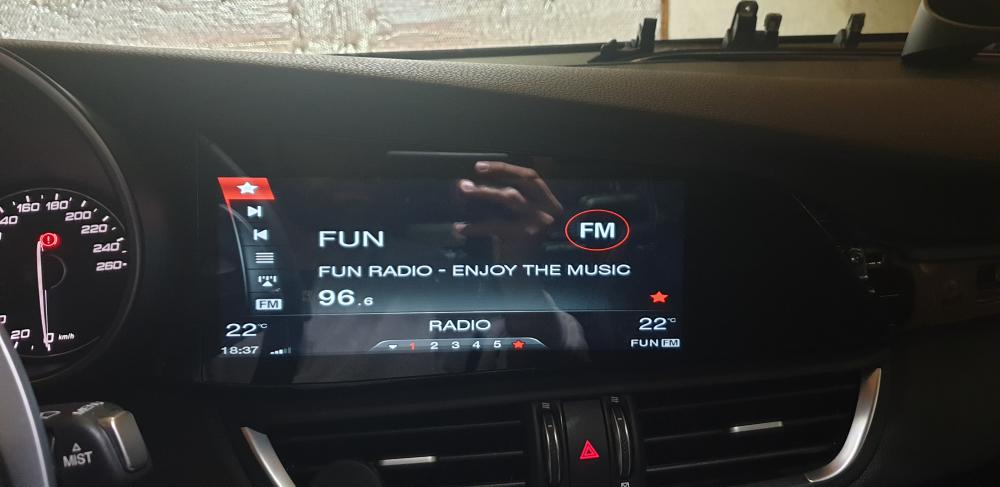 160 180
200
220
240
260
20
0 km/h
MIST
FUN
FM
FUN RADIO - ENJOY THE MUSIC
96.6
FM
22°C
RADIO
22°C
18:37
1 2 3 4 5
FUN FM